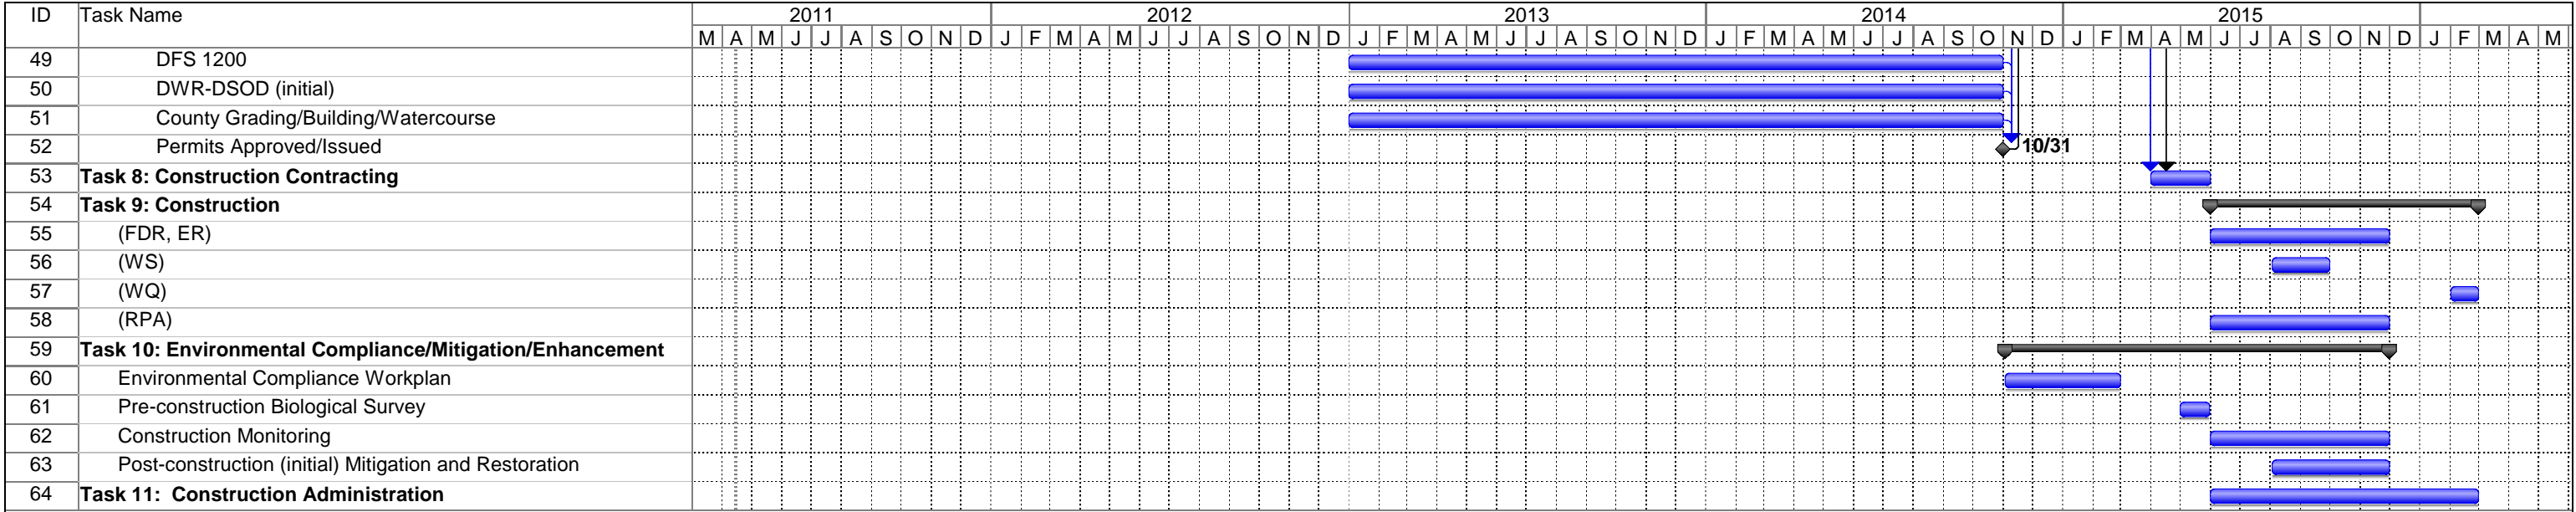 ID Task Name 2011 2012 2013 2014 2015
M A M J J A S O N D J F M A M J J A S O N D J F M A M J J A S O N D J F M A M J J A S O N D J F M A M J J A S O N D J F M A M
49 DFS 1200
50 DWR-DSOD (initial)
51 County Grading/Building/Watercourse
52 Permits Approved/Issued 10/31
53 Task 8: Construction Contracting
54 Task 9: Construction
55 (FDR, ER)
56 (WS)
57 (WQ)
58 (RPA)
59 Task 10: Environmental Compliance/Mitigation/Enhancement
60 Environmental Compliance Workplan
61 Pre-construction Biological Survey
62 Construction Monitoring
63 Post-construction (initial) Mitigation and Restoration
64 Task 11: Construction Administration